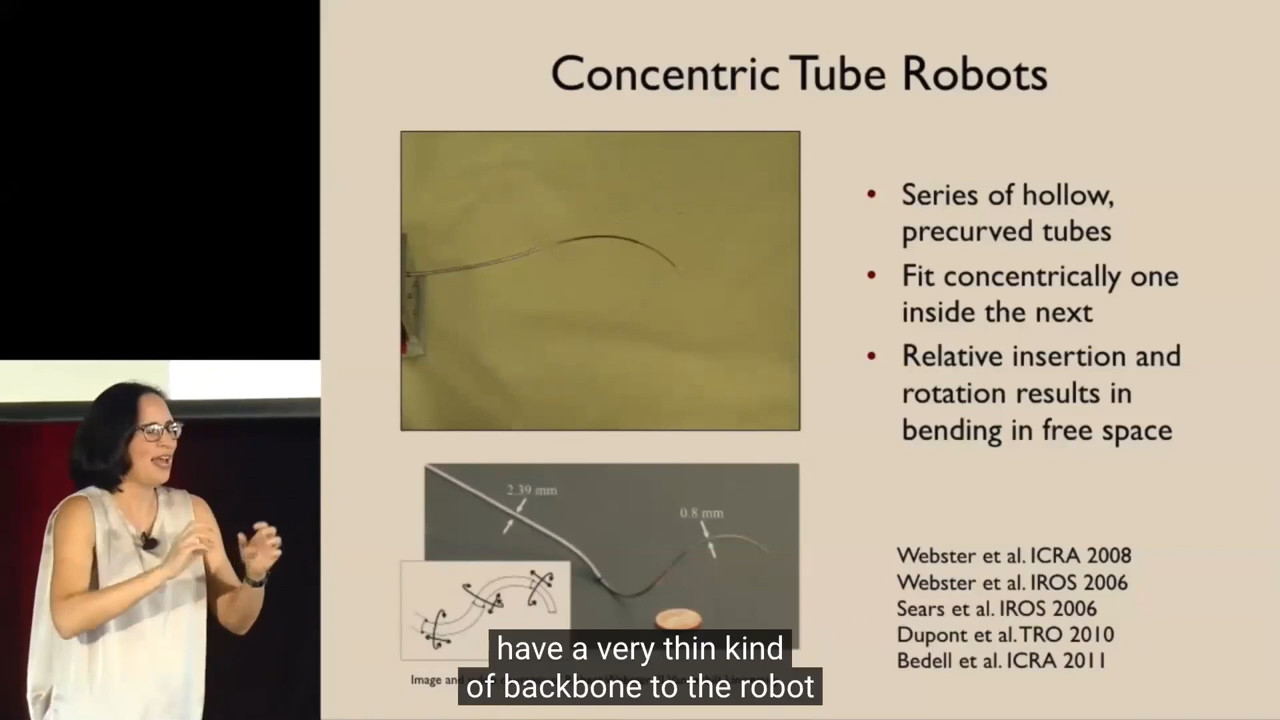 Concentric Tube Robots
• Series of hollow,
precurved tubes
• Fit concentrically one
inside the next
• Relative insertion and
rotation results in
bending in free space
2.39 mm
0.8 mm
Webster et al. ICRA 2008
Webster et al. IROS 2006
Sears et al. IROS 2006
Dupont et al. TRO 2010
Bedell et al. ICRA 2011
Image
have a very thin kind
of backbone to the robot